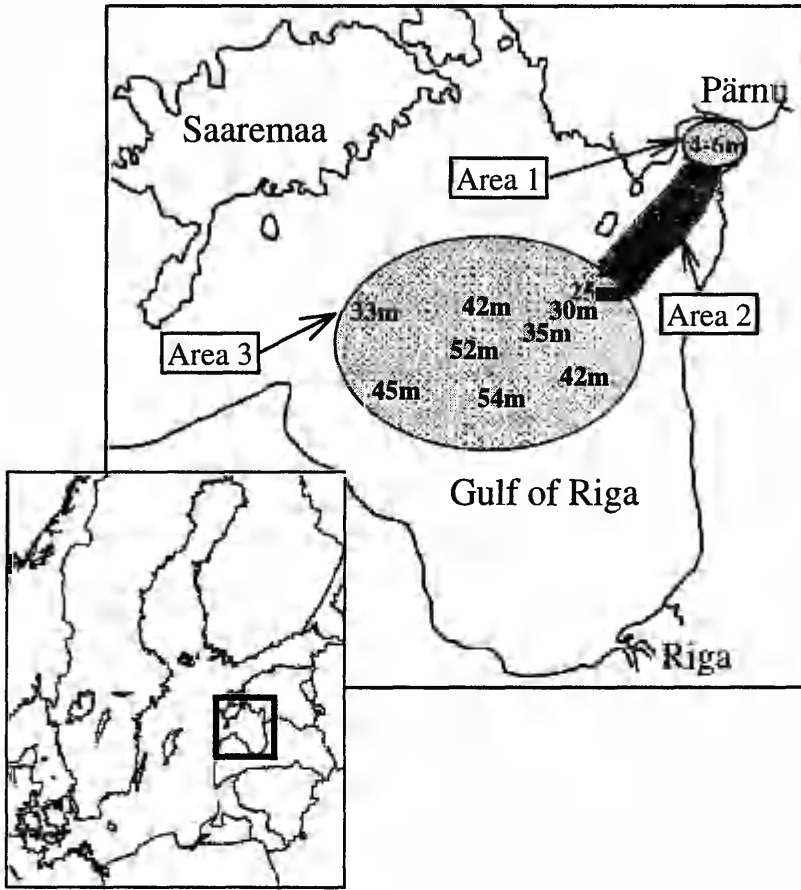 Pärnu
Saaremaa
4-6m
Area 1
33m
42m
30m
35m
Area 2
Area 3
52m
45m
54m
42m
Gulf of Riga
Riga